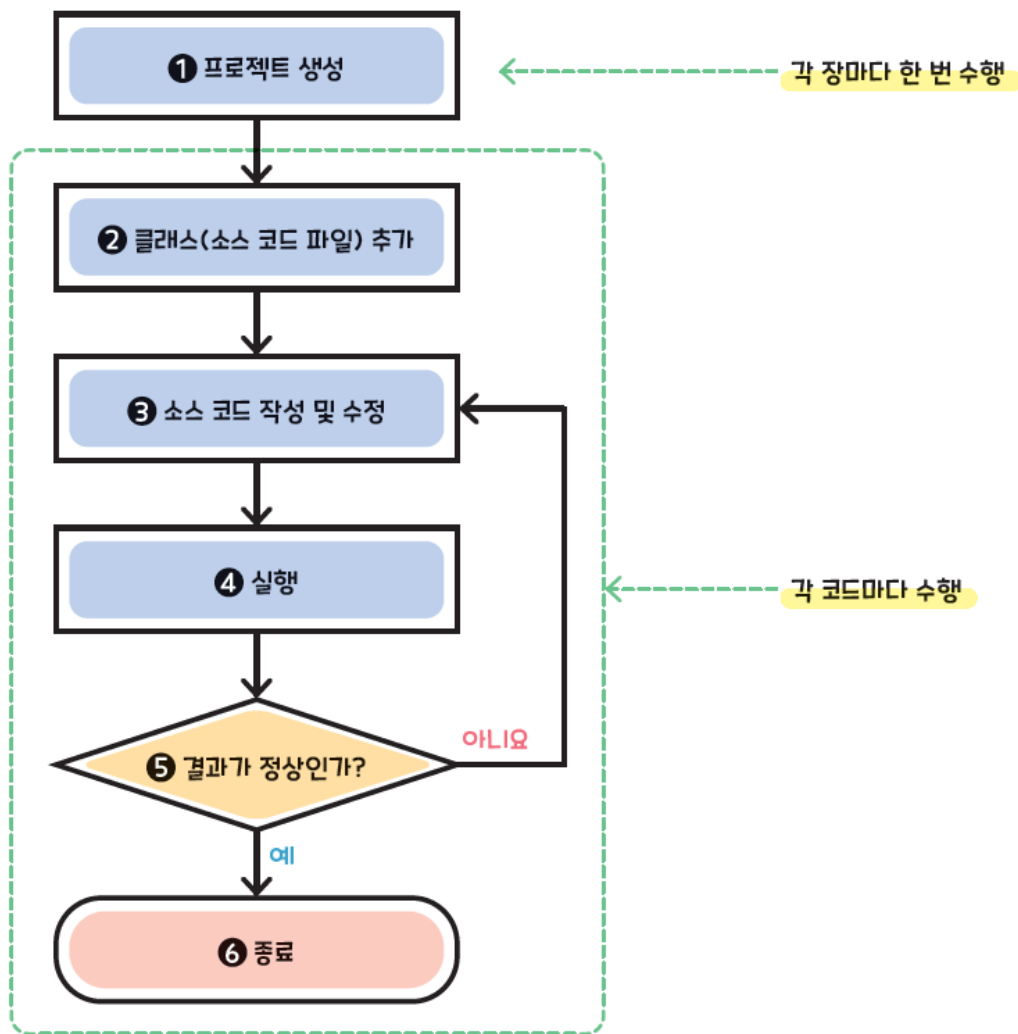 ❶ 프로젝트 생성
각 장마다 한 번 수행
❷ 클래스(소스 코드 파일) 추가
❸ 소스 코드 작성 및 수정
❹ 실행
각 코드마다 수행
아니요
❺ 결과가 정상인가?
예
❻ 종료